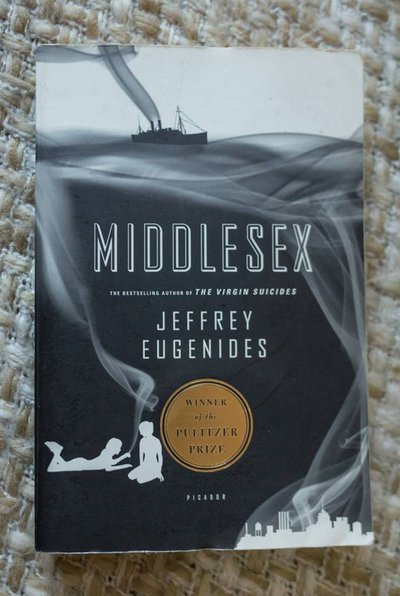 MIDDLESEX
THE BESTSELLING AUTHOR OF THE VIRGIN SUICIDES
JEFFREY
EUGENIDES
WINNER
of the
PULITZER
PRIZE
PICADOR